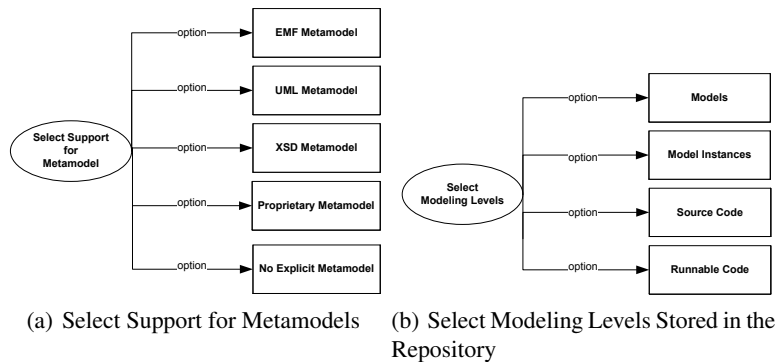 option
EMF Metamodel
option
UML Metamodel
Select Support
for
Metamodel
option
XSD Metamodel
option
Proprietary Metamodel
option
No Explicit Metamodel
(a) Select Support for Metamodels
option
Models
option
Model Instances
Select
Modeling Levels
option
Source Code
option
Runnable Code
(b) Select Modeling Levels Stored in the
Repository